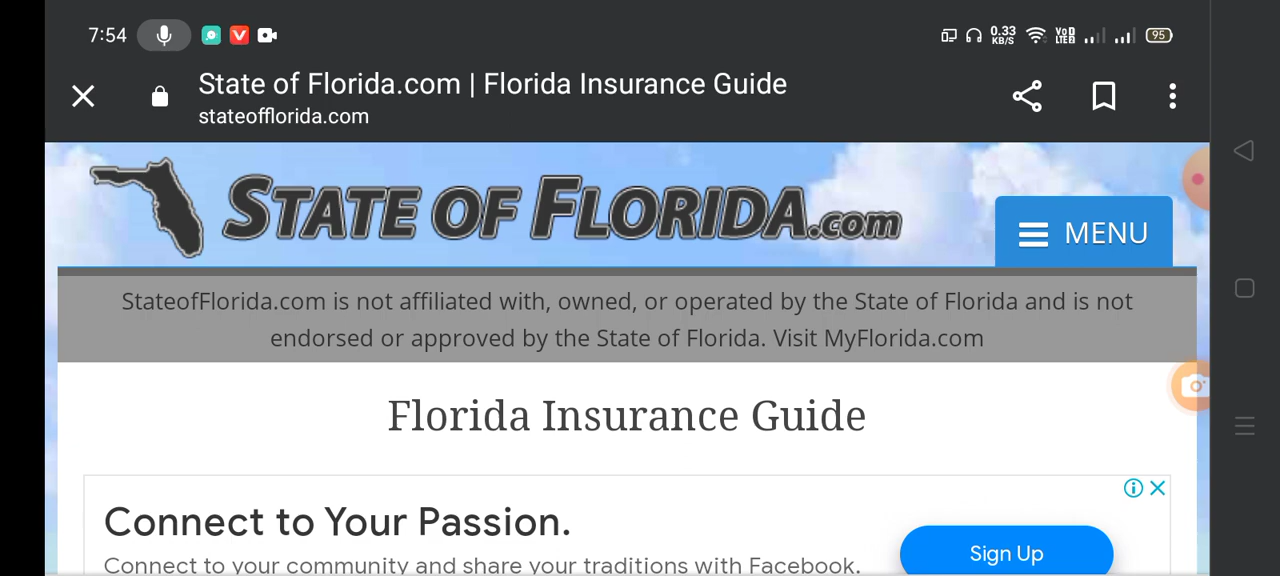 7:54
0.33
KB/S
VoD
LTE2
95
State of Florida.com | Florida Insurance Guide
stateofflorida.com
STATE OF FLORIDA.com
MENU
StateofFlorida.com is not affiliated with, owned, or operated by the State of Florida and is not
endorsed or approved by the State of Florida. Visit MyFlorida.com
Florida Insurance Guide
Connect to Your Passion.
Sign Up
Connect to your community and share your traditions with Facebook.